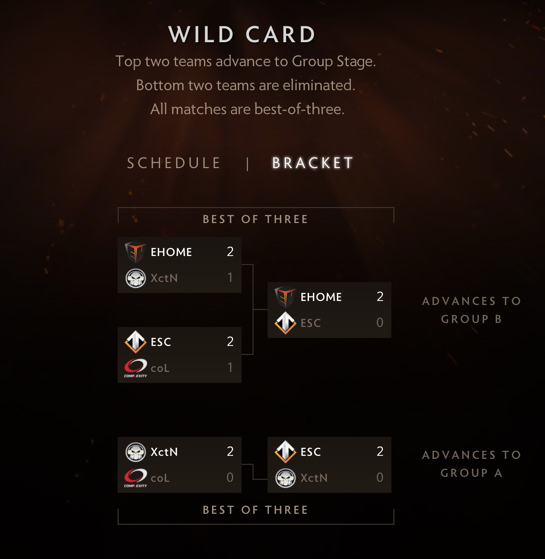 WILD CARD
Top two teams advance to Group Stage.
Bottom two teams are eliminated.
All matches are best-of-three.
SCHEDULE | BRACKET
BEST OF THREE
EHOME 2
XctN 1
ESC 2
COMPLEXITY coL 1
EHOME 2
ESC 0
ADVANCES TO
GROUP B
XctN 2
COMPLEXITY coL 0
ESC 2
XctN 0
ADVANCES TO
GROUP A
BEST OF THREE